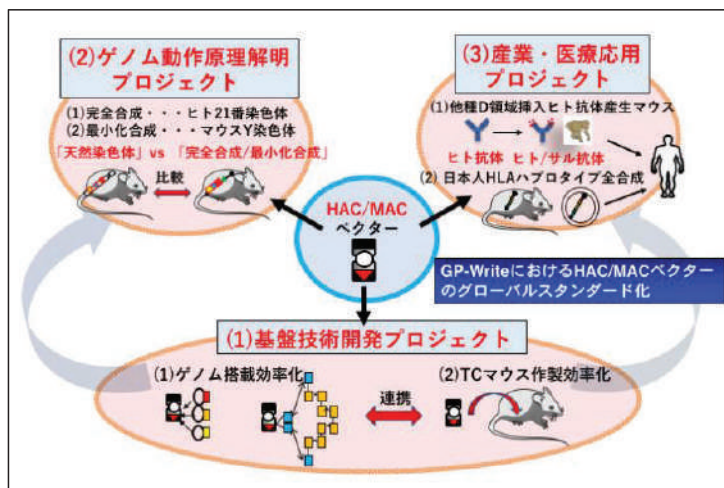 (2)ゲノム動作原理解明
プロジェクト
(1)完全合成・・・ヒト21番染色体
(2)最小化合成・・・マウスY染色体
「天然染色体」vs「完全合成/最小化合成」
比較
(3)産業・医療応用
プロジェクト
(1)他種D領域挿入ヒト抗体産生マウス
ヒト抗体 ヒト/サル抗体
(2) 日本人HLAハプロタイプ全合成
HAC/MAC
ベクター
GP-WriteにおけるHAC/MACベクター
のグローバルスタンダード化
(1)基盤技術開発プロジェクト
(1)ゲノム搭載効率化
連携
(2)TCマウス作製効率化